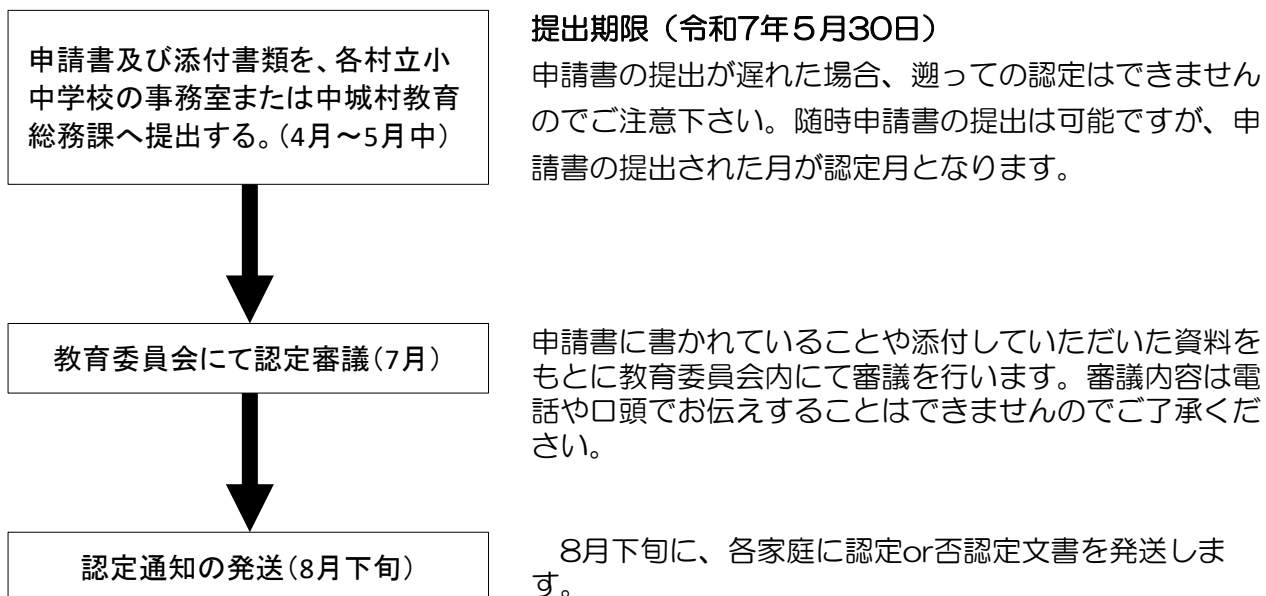 申請書及び添付書類を、各村立小
中学校の事務室または中城村教育
総務課へ提出する。(4月～5月中)
提出期限（令和7年５月30日）
申請書の提出が遅れた場合、遡っての認定はできません
のでご注意下さい。随時申請書の提出は可能ですが、申
請書の提出された月が認定月となります。
教育委員会にて認定審議(7月)
申請書に書かれていることや添付していただいた資料を
もとに教育委員会内にて審議を行います。審議内容は電
話や口頭でお伝えすることはできませんのでご了承くだ
さい。
認定通知の発送(8月下旬)
8月下旬に、各家庭に認定or否認定文書を発送しま
す。